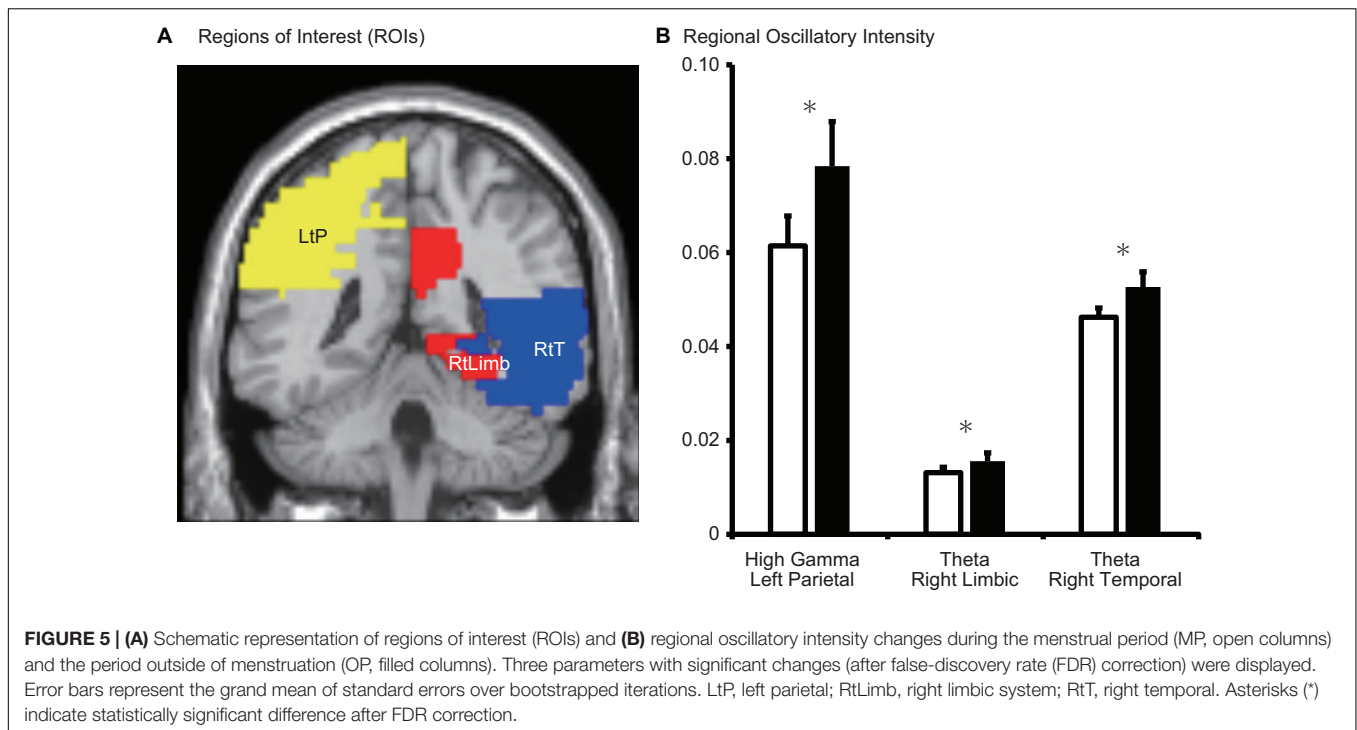 A Regions of Interest (ROIs)
LtP
RtLimb
RtT
B Regional Oscillatory Intensity
0.10
0.08
0.06
0.04
0.02
0
*
*
*
High Gamma
Left Parietal
Theta
Right Limbic
Theta
Right Temporal
FIGURE 5 | (A) Schematic representation of regions of interest (ROIs) and (B) regional oscillatory intensity changes during the menstrual period (MP, open columns)
and the period outside of menstruation (OP, filled columns). Three parameters with significant changes (after false-discovery rate (FDR) correction) were displayed.
Error bars represent the grand mean of standard errors over bootstrapped iterations. LtP, left parietal; RtLimb, right limbic system; RtT, right temporal. Asterisks (*)
indicate statistically significant difference after FDR correction.